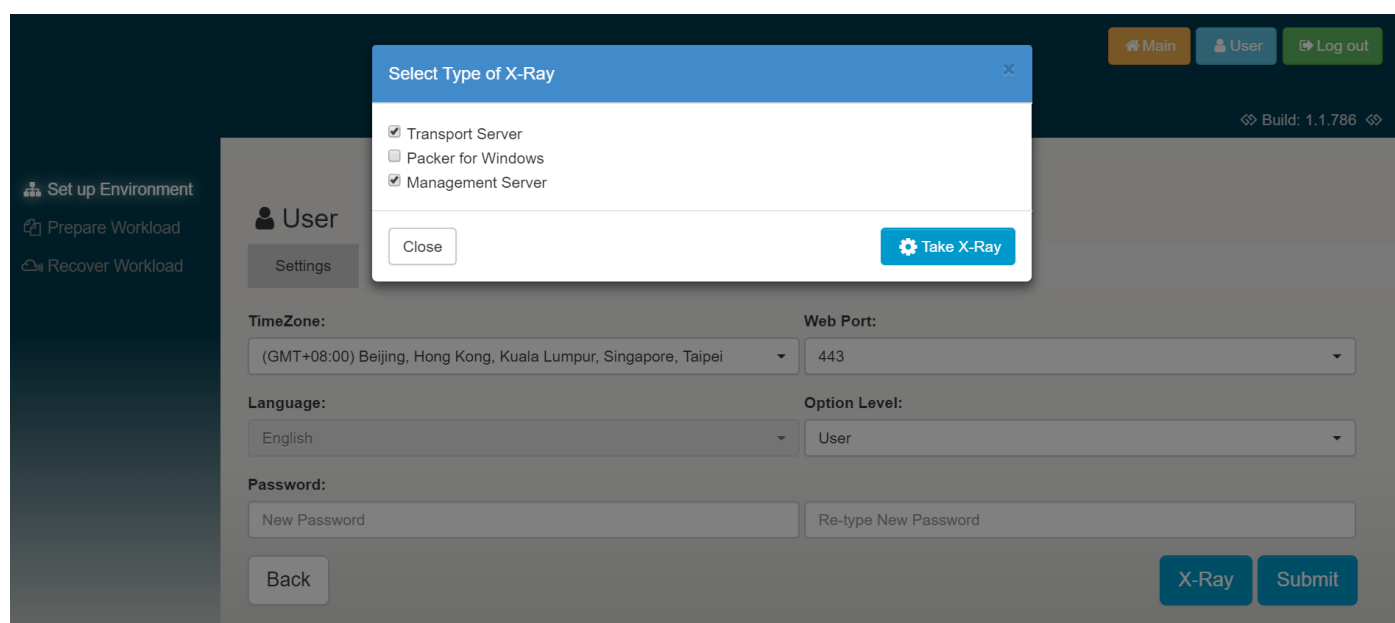 Main User Log out
Select Type of X-Ray ×
Build: 1.1.786
Transport Server
Packer for Windows
Management Server
Close Take X-Ray
Set up Environment
Prepare Workload
Recover Workload
User
Settings
TimeZone: Web Port:
(GMT+08:00) Beijing, Hong Kong, Kuala Lumpur, Singapore, Taipei 443
Language: Option Level:
English User
Password:
New Password Re-type New Password
Back X-Ray Submit